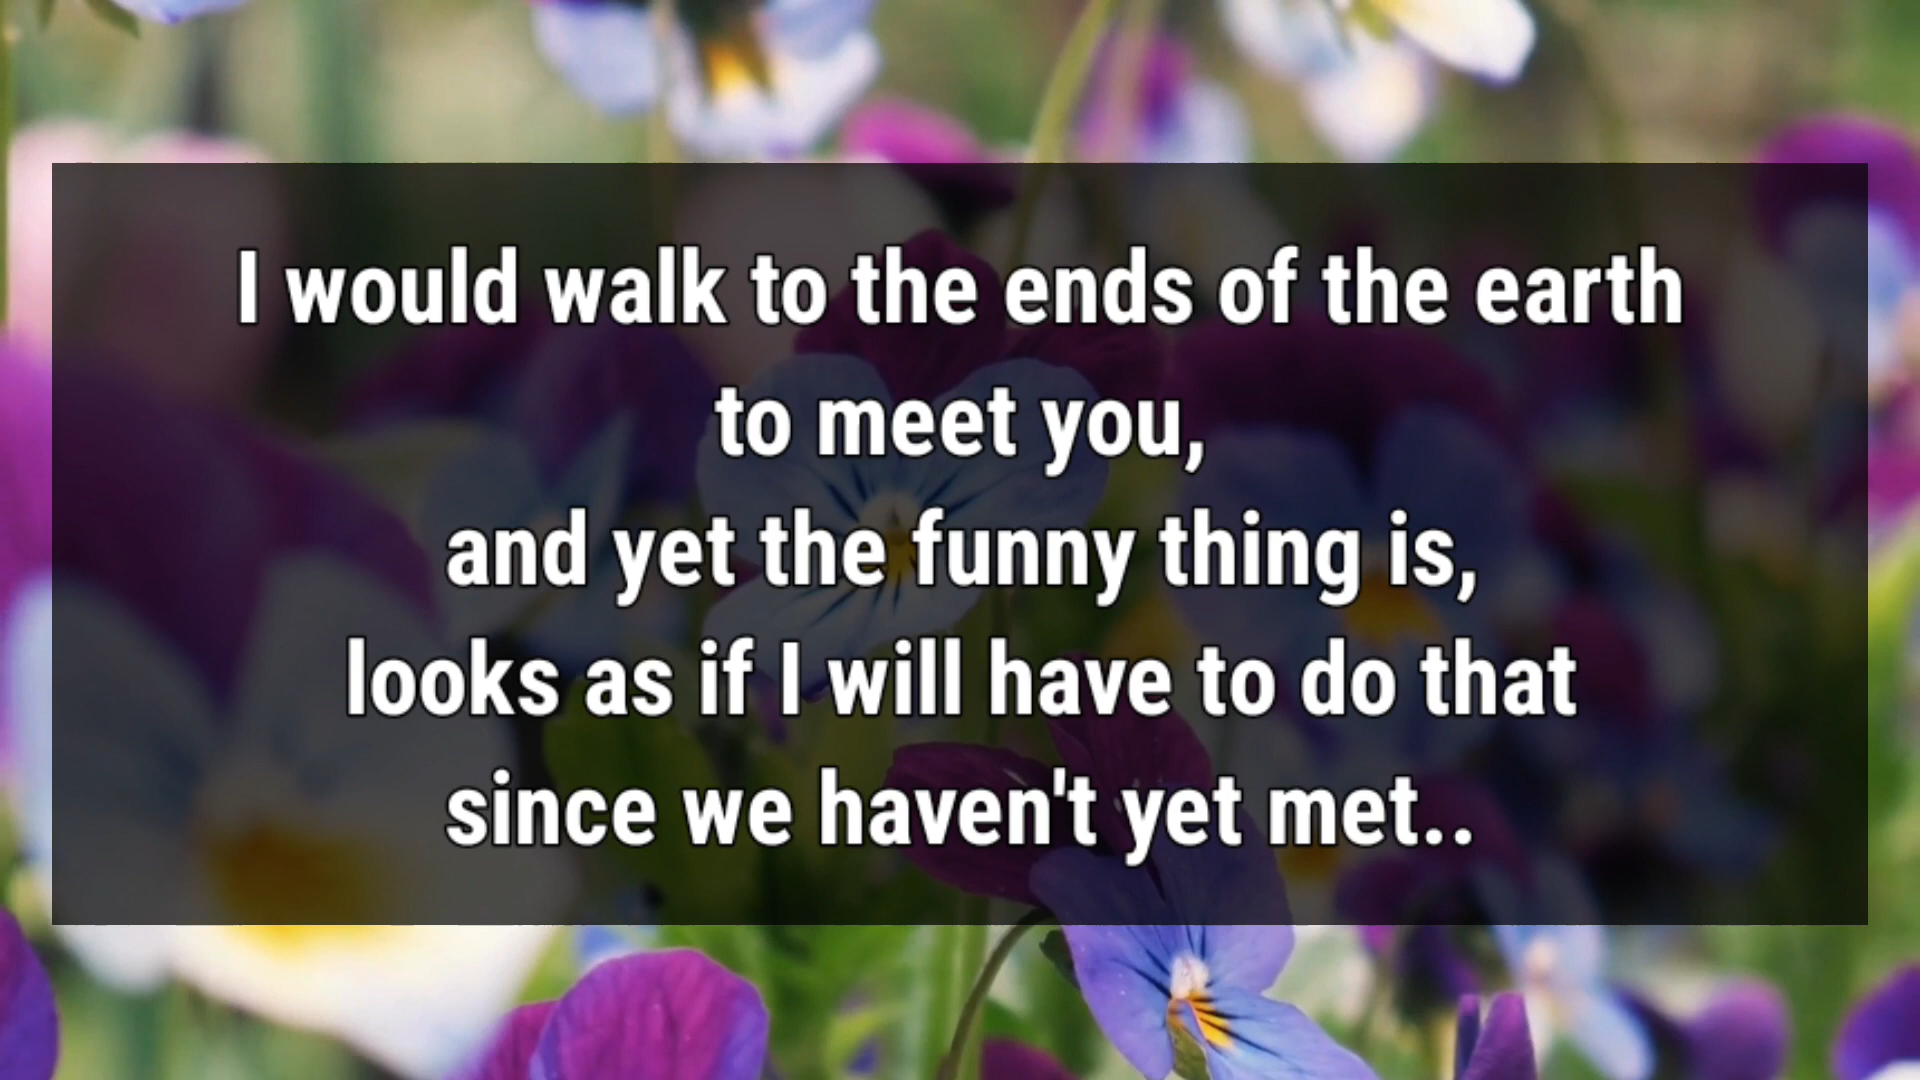 I would walk to the ends of the earth
to meet you,
and yet the funny thing is,
looks as if I will have to do that
since we haven't yet met..